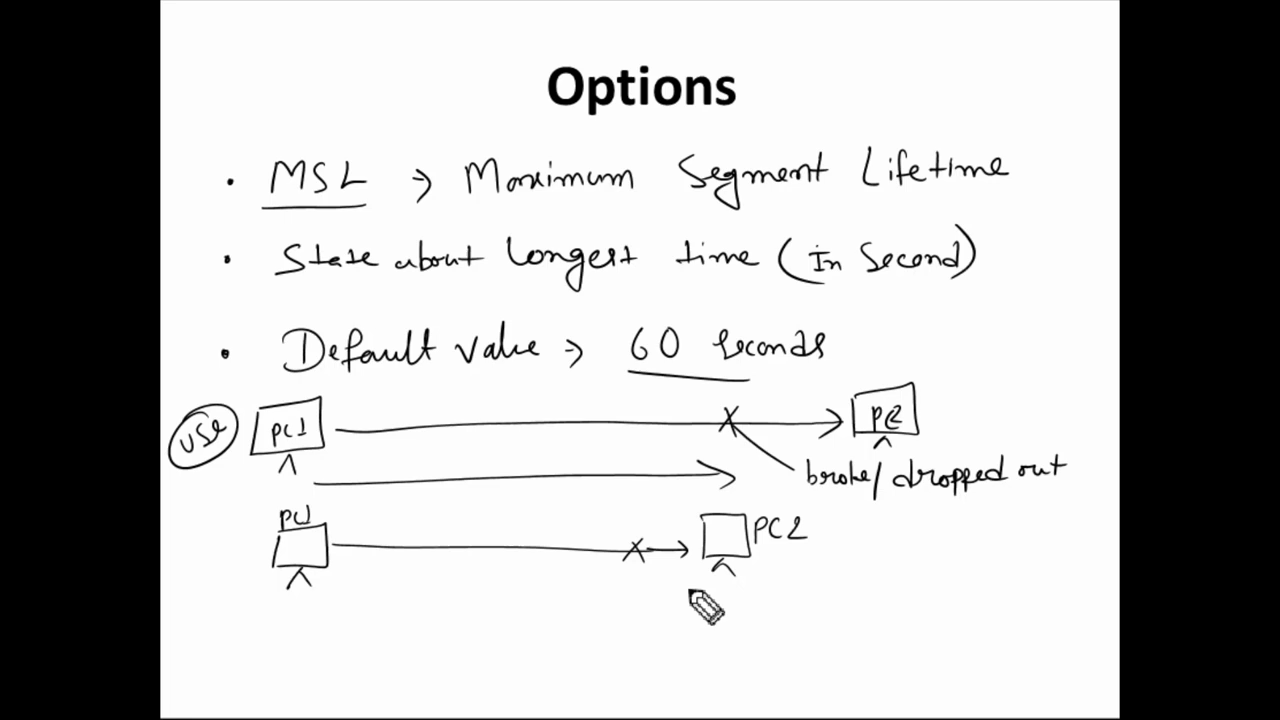 Options
• MSL → Maximum Segment Lifetime
• State about longest time (In Second)
• Default value → 60 seconds
USE PC1 PC2
broke/dropped out
PC1
PC2